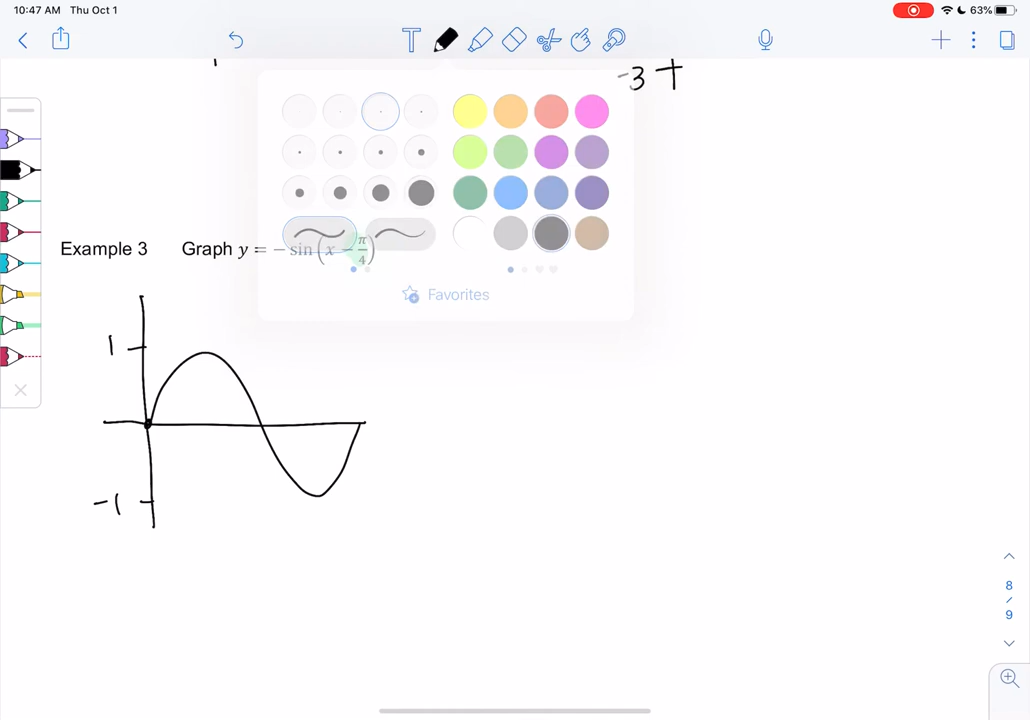 10:47 AM Thu Oct 1 63%
T
-3
Favorites
Example 3 Graph y = − sin (x − π/4)
1
-1
8
/
9